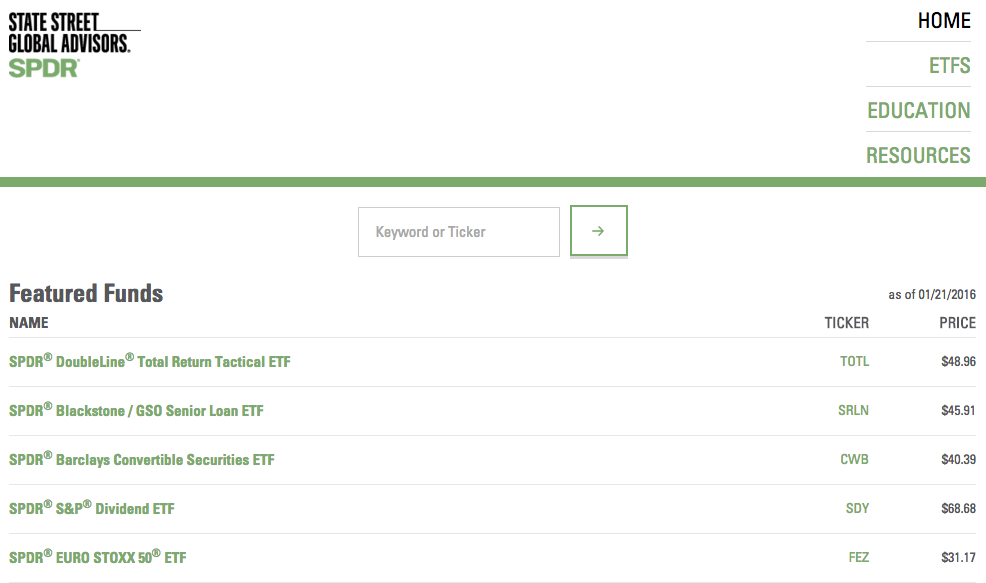 STATE STREET
GLOBAL ADVISORS.
SPDR®
HOME
ETFS
EDUCATION
RESOURCES
Keyword or Ticker
→
Featured Funds as of 01/21/2016
NAME TICKER PRICE
SPDR® DoubleLine® Total Return Tactical ETF TOTL $48.96
SPDR® Blackstone / GSO Senior Loan ETF SRLN $45.91
SPDR® Barclays Convertible Securities ETF CWB $40.39
SPDR® S&P® Dividend ETF SDY $68.68
SPDR® EURO STOXX 50® ETF FEZ $31.17